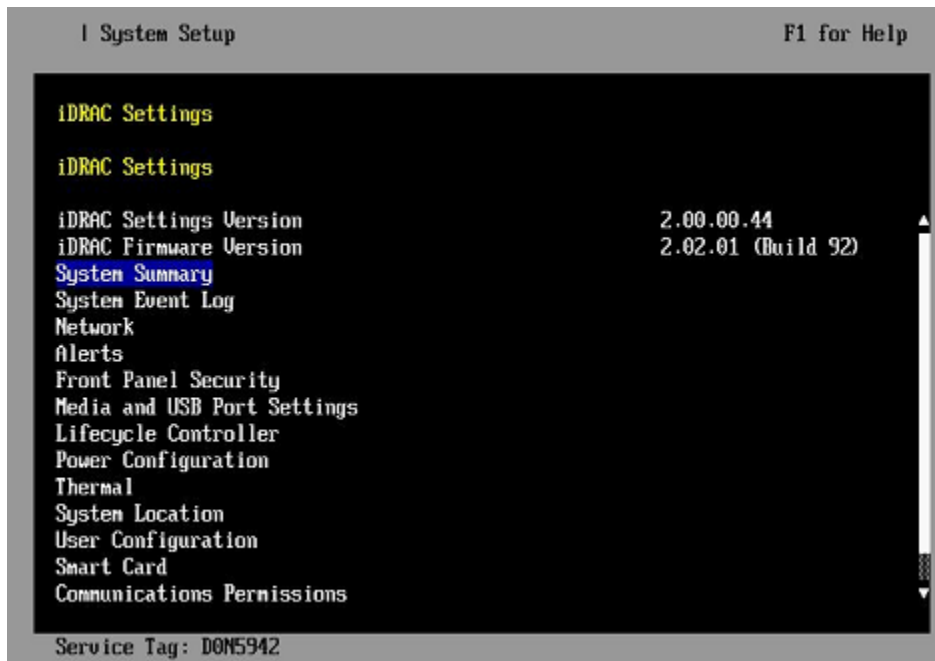 | System Setup F1 for Help
iDRAC Settings
iDRAC Settings
iDRAC Settings Version 2.00.00.44
iDRAC Firmware Version 2.02.01 (Build 92)
System Summary
System Event Log
Network
Alerts
Front Panel Security
Media and USB Port Settings
Lifecycle Controller
Power Configuration
Thermal
System Location
User Configuration
Smart Card
Communications Permissions
Service Tag: D0N5942